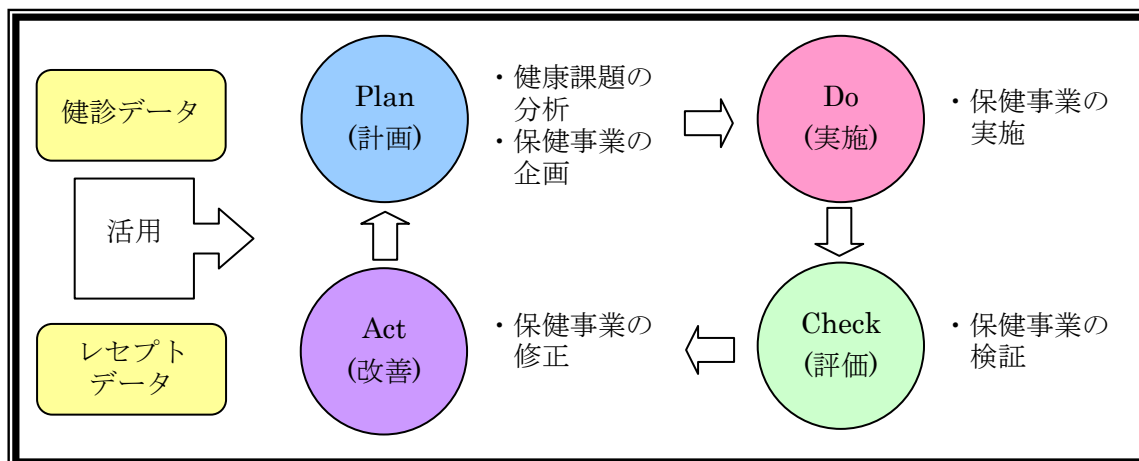 健診データ
活用
レセプト
データ
Plan
(計画)
・健康課題の
分析
・保健事業の
企画
Do
(実施)
・保健事業の
実施
Check
(評価)
・保健事業の
検証
Act
(改善)
・保健事業の
修正